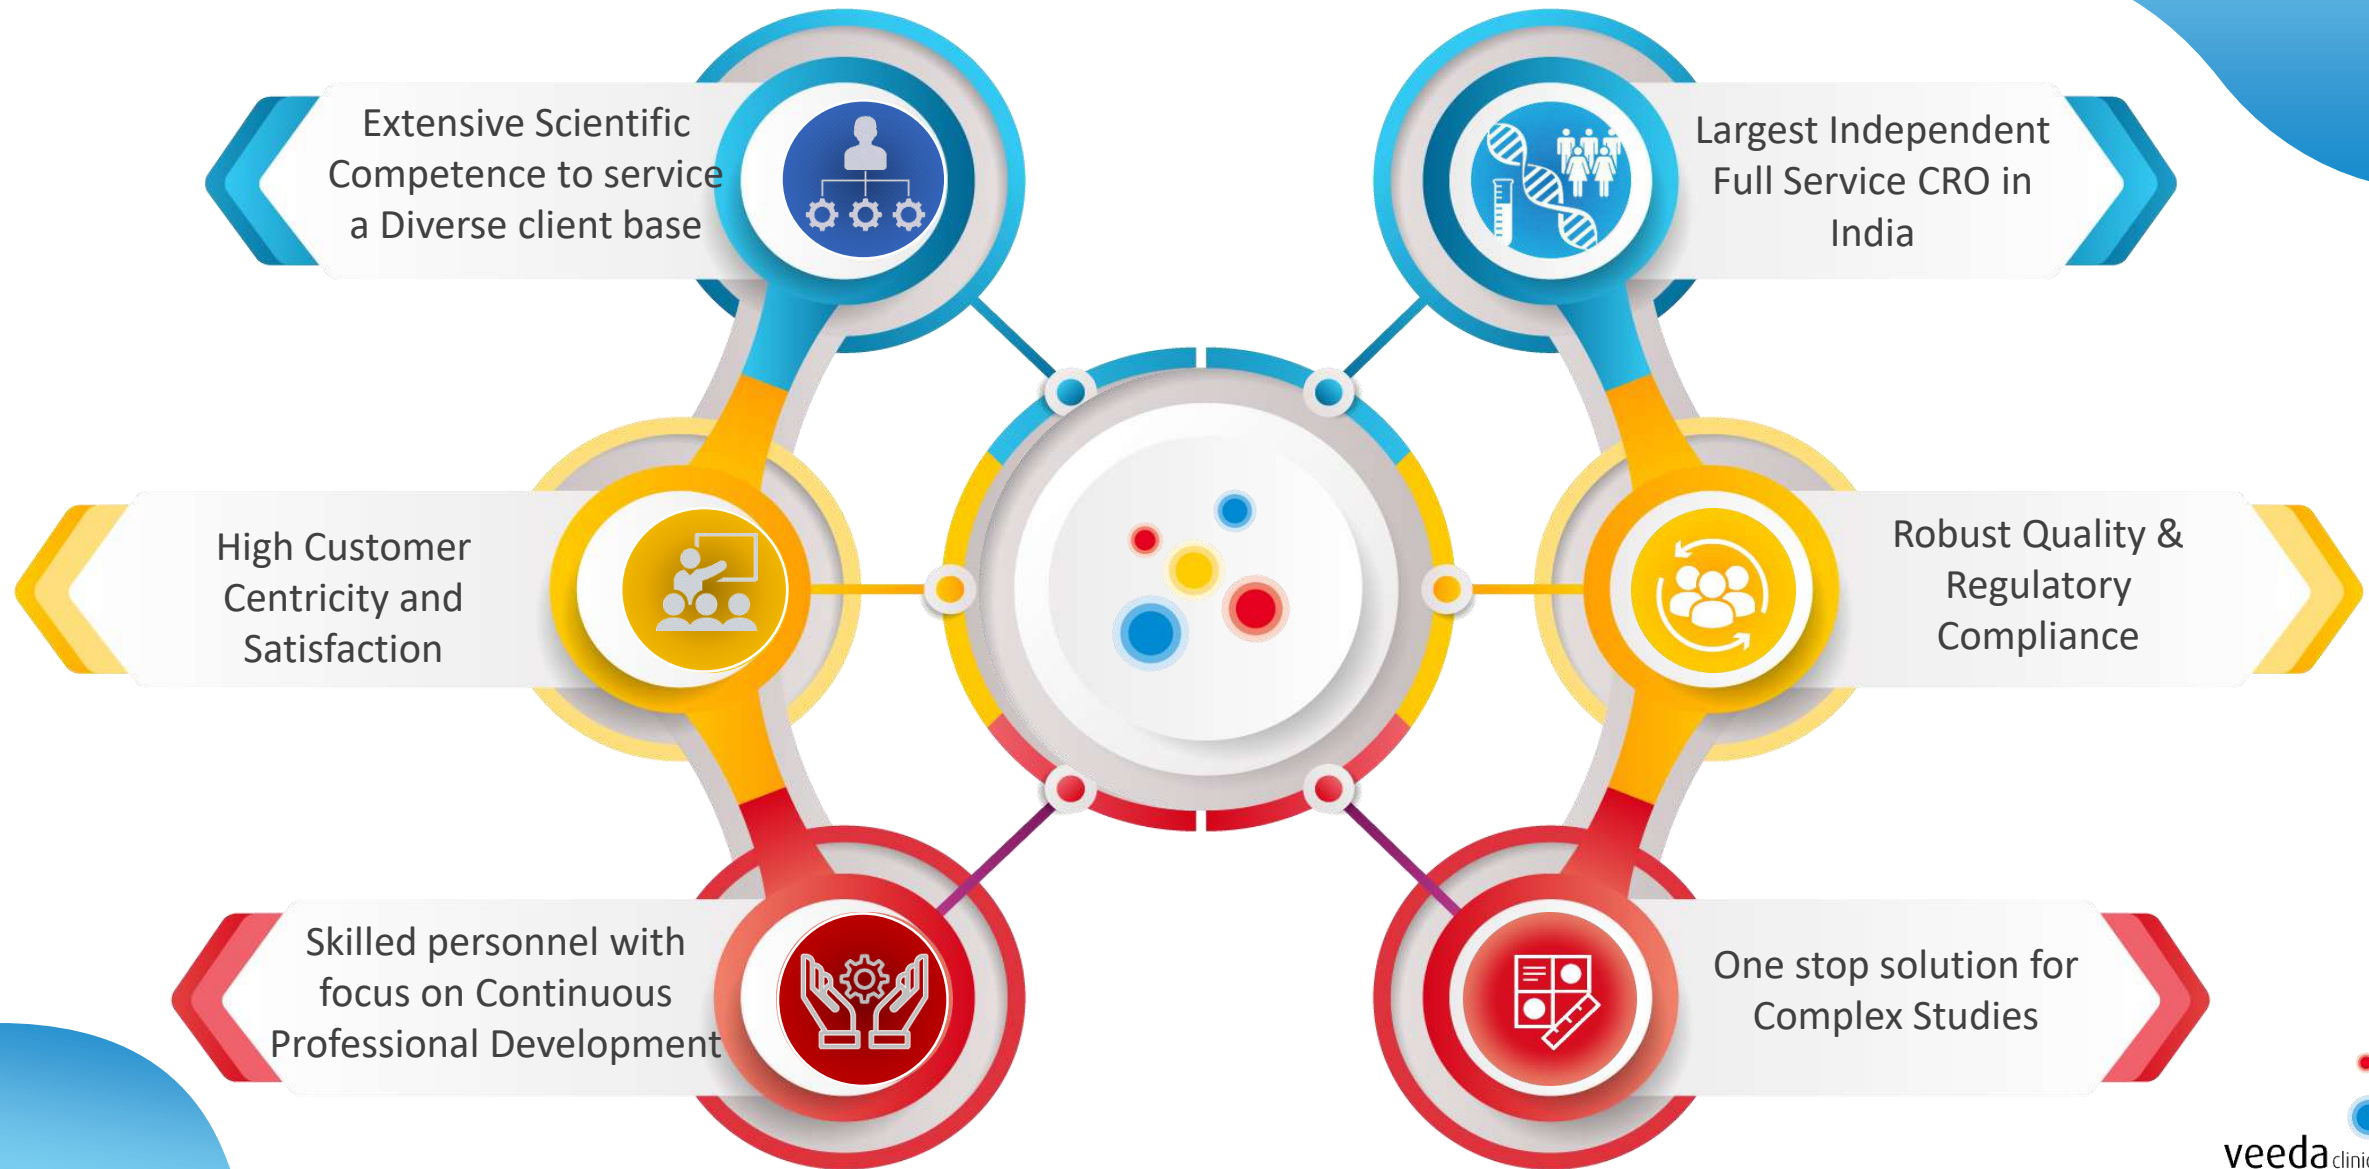 Extensive Scientific
Competence to service
a Diverse client base
Largest Independent
Full Service CRO in
India
High Customer
Centricity and
Satisfaction
Robust Quality &
Regulatory
Compliance
Skilled personnel with
focus on Continuous
Professional Development
One stop solution for
Complex Studies
veeda